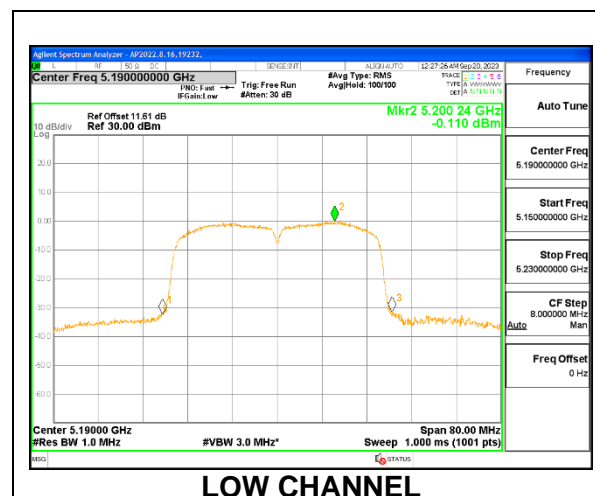 Agilent Spectrum Analyzer - AP2022.8.16,19232,
L RF 50 Ω DC SENSE:INT ALIGN AUTO 12:27:26 AM Sep 20, 2023
Center Freq 5.190000000 GHz #Avg Type: RMS TRACE 1 2 3 4 5 6 Frequency
PNO: Fast Trig: Free Run Avg|Hold: 100/100 TYPE
IFGain:Low #Atten: 30 dB DET A N N N N N
Auto Tune
Mkr2 5.200 24 GHz
Ref Offset 11.61 dB
10 dB/div Ref 30.00 dBm -0.110 dBm
Log
20.0
10.0
0.00
-10.0
-20.0
-30.0
-40.0
-50.0
-60.0
1
2
3
Center Freq
5.190000000 GHz
Start Freq
5.150000000 GHz
Stop Freq
5.230000000 GHz
CF Step
8.000000 MHz
Auto Man
Freq Offset
0 Hz
Center 5.19000 GHz Span 80.00 MHz
#Res BW 1.0 MHz #VBW 3.0 MHz* Sweep 1.000 ms (1001 pts)
MSG STATUS
LOW CHANNEL